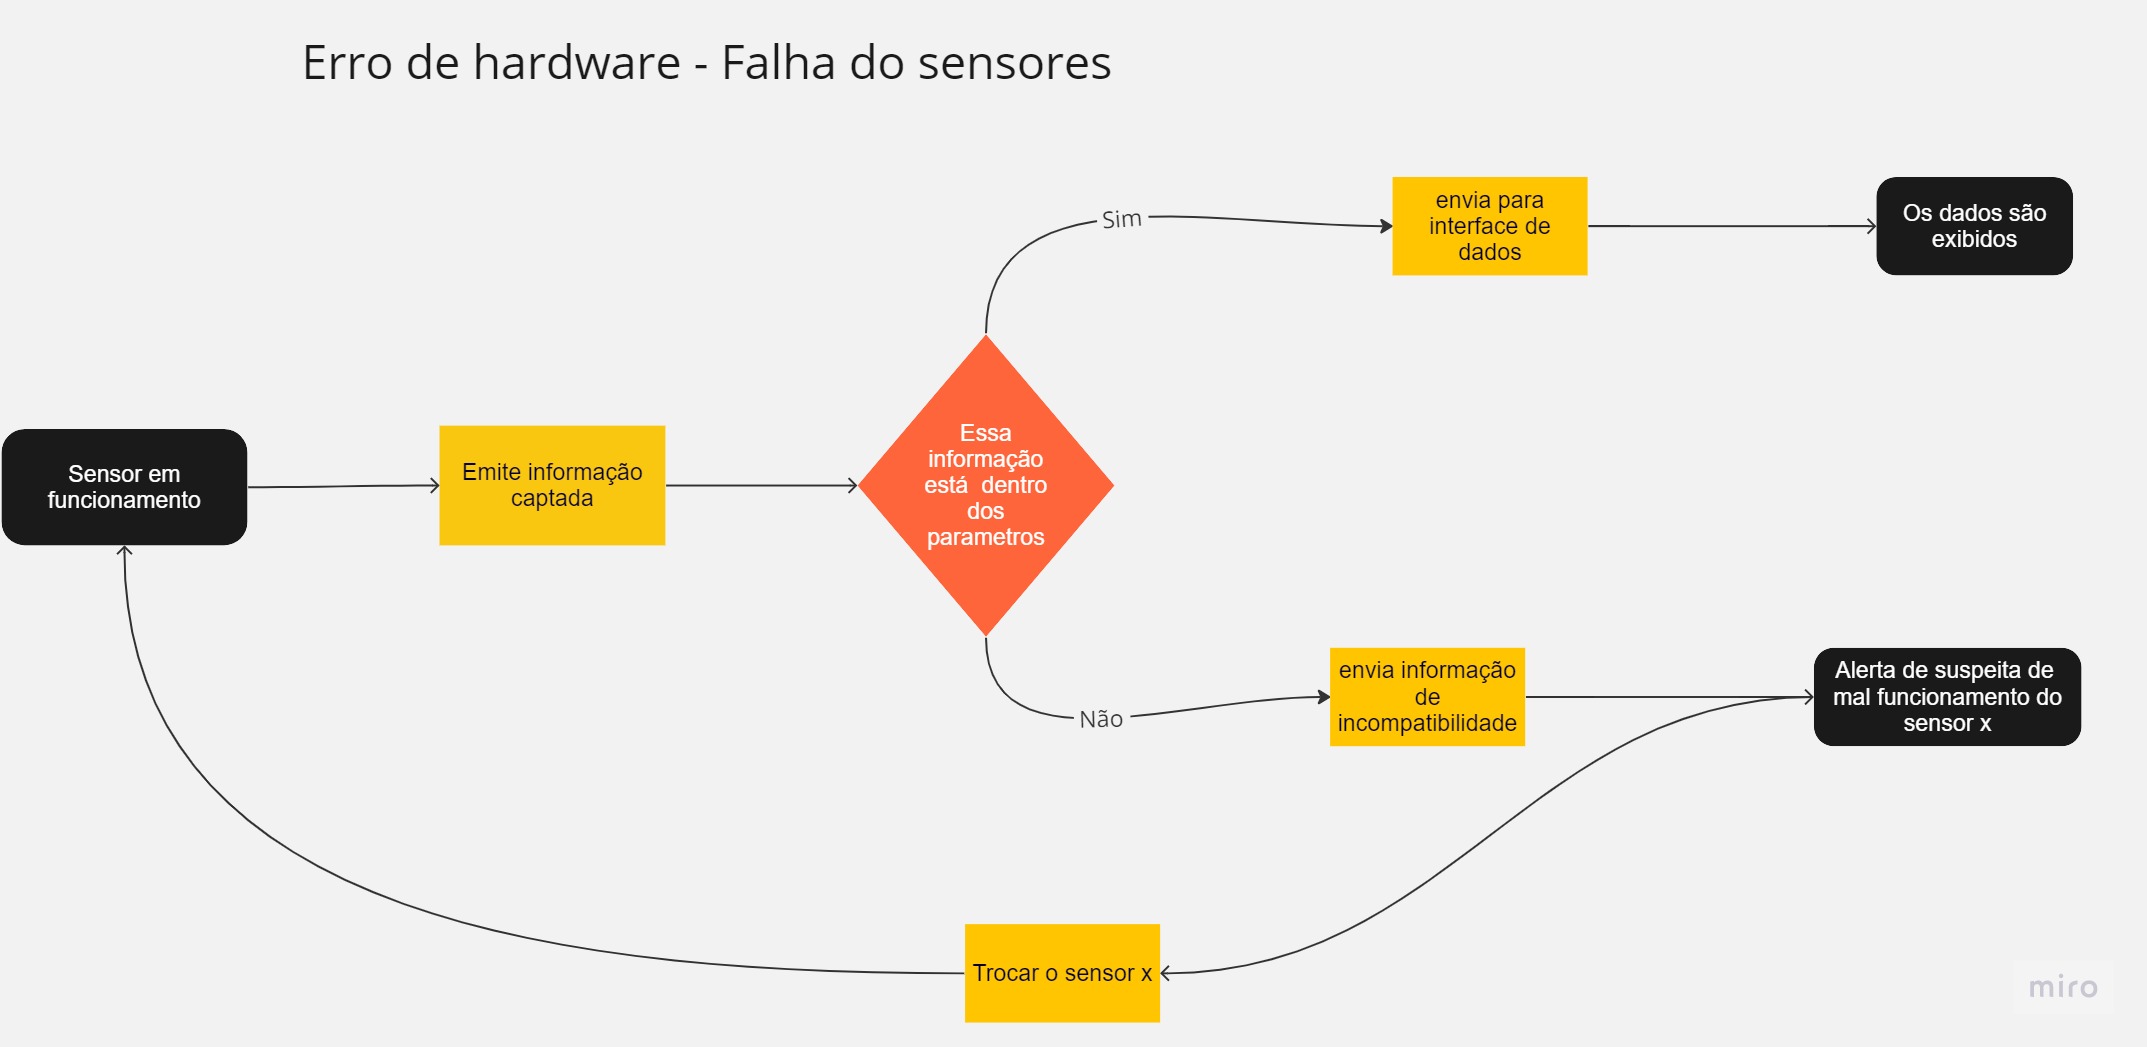 Erro de hardware - Falha do sensores
Sim
envia para
interface de
dados
Os dados são
exibidos
Sensor em
funcionamento
Emite informação
captada
Essa
informação
está  dentro
dos
parametros
Não
envia informação
de
incompatibilidade
Alerta de suspeita de
mal funcionamento do
sensor x
Trocar o sensor x
miro